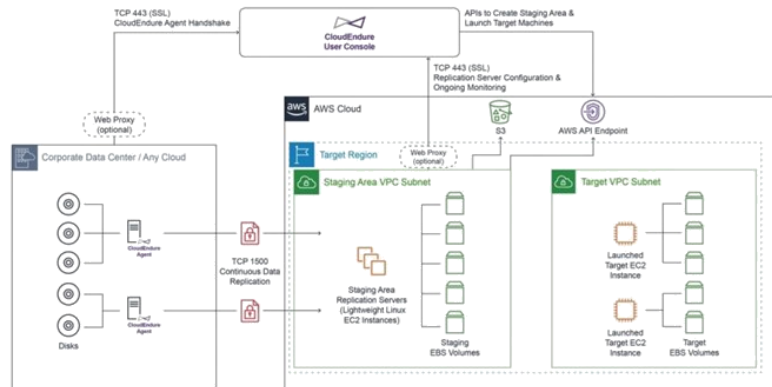 TCP 443 (SSL)
CloudEndure Agent Handshake
CloudEndure
User Console
APIs to Create Staging Area &
Launch Target Machines
TCP 443 (SSL)
Replication Server Configuration &
Ongoing Monitoring
Web Proxy
(optional)
aws
AWS Cloud
S3
AWS API Endpoint
Corporate Data Center / Any Cloud
Target Region
Web Proxy
(optional)
Staging Area VPC Subnet
Target VPC Subnet
CloudEndure
Agent
TCP 1500
Continuous Data
Replication
Launched
Target EC2
Instance
Staging Area
Replication Servers
(Lightweight Linux
EC2 Instances)
CloudEndure
Agent
Disks
Staging
EBS Volumes
Launched
Target EC2
Instance
Target
EBS Volumes